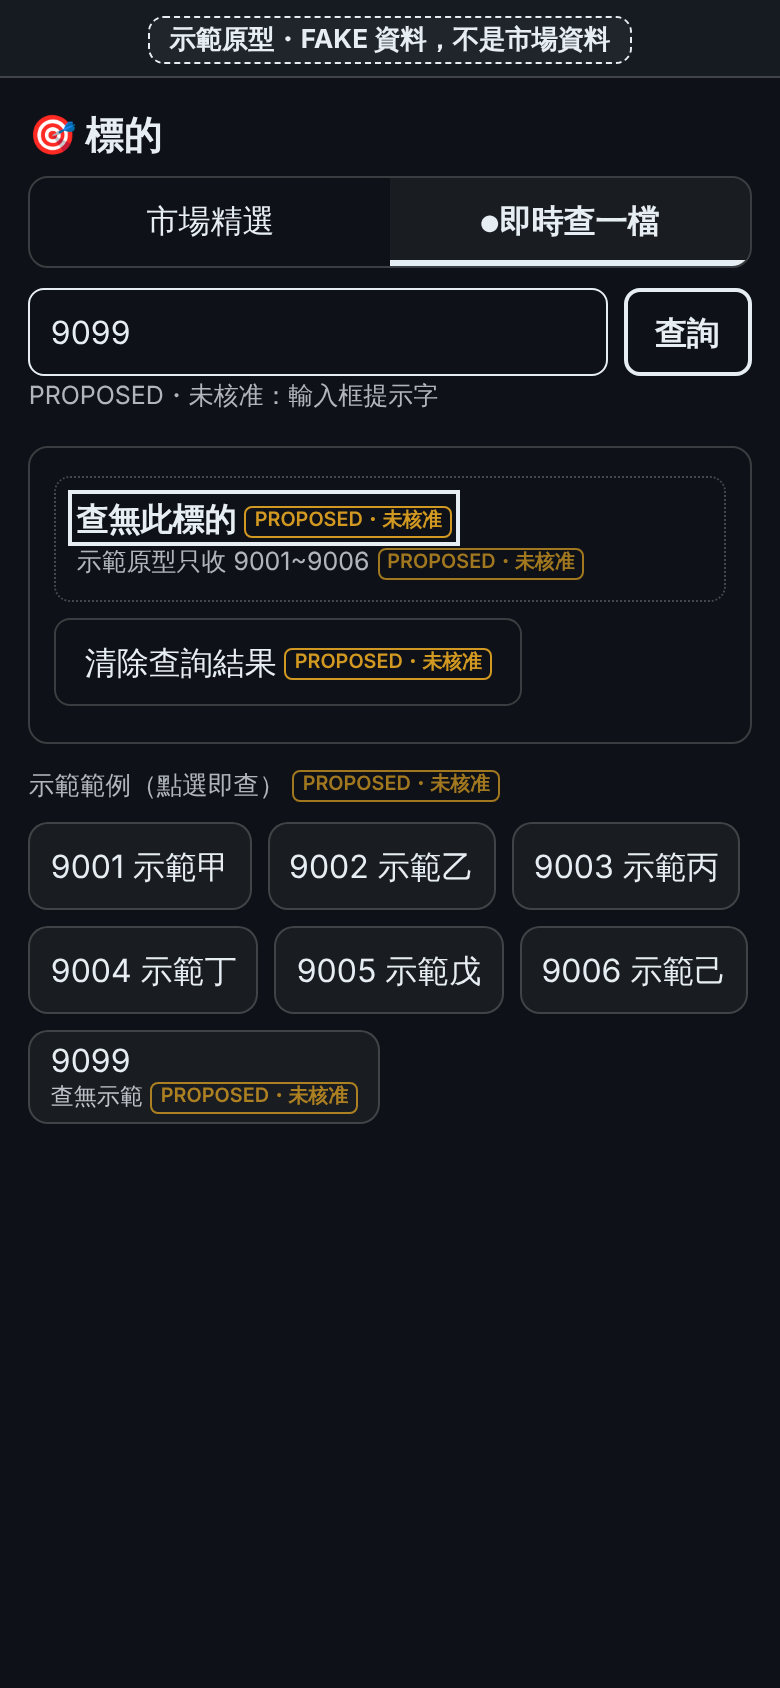 示範原型・FAKE 資料，不是市場資料
🎯 標的
市場精選
●即時查一檔
9099
查詢
PROPOSED・未核准：輸入框提示字
查無此標的 PROPOSED・未核准
示範原型只收 9001~9006 PROPOSED・未核准
清除查詢結果 PROPOSED・未核准
示範範例（點選即查） PROPOSED・未核准
9001 示範甲
9002 示範乙
9003 示範丙
9004 示範丁
9005 示範戊
9006 示範己
9099
查無示範 PROPOSED・未核准